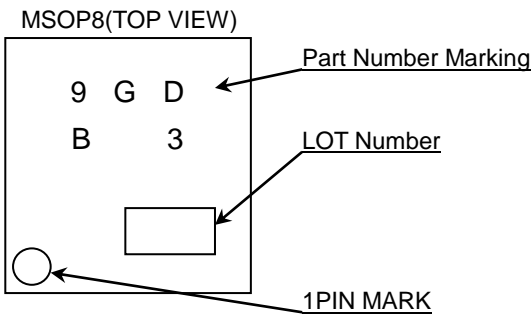 MSOP8(TOP VIEW)
Part Number Marking
9 G D
B 3
LOT Number
1PIN MARK